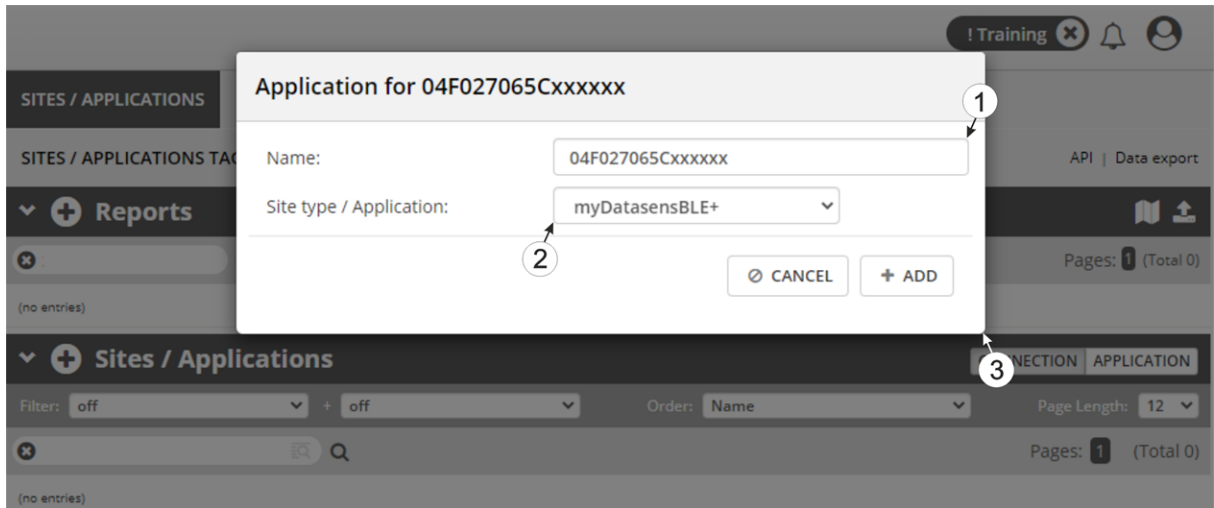 ! Training
SITES / APPLICATIONS
Application for 04F027065Cxxxxxx
1
SITES / APPLICATIONS TA
Name:
04F027065Cxxxxxx
API | Data export
Reports
Site type / Application:
myDatasensBLE+
2
Pages: 1 (Total 0)
CANCEL
+ ADD
(no entries)
Sites / Applications
3
NECTION
APPLICATION
Filter: off + off Order: Name Page Length: 12
Pages: 1 (Total 0)
(no entries)